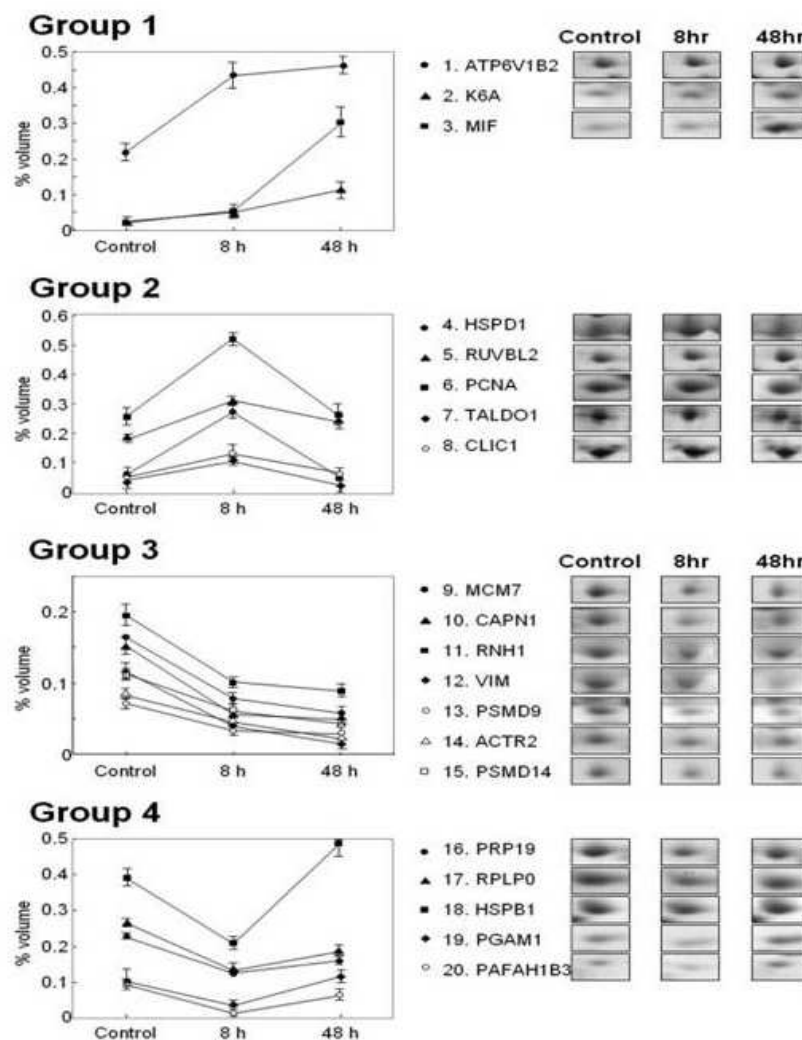 Group 1
Control 8hr 48hr
0.5
0.4
0.3
0.2
0.1
0
% volume
Control 8 h 48 h
1. ATP6V1B2
2. K6A
3. MIF
Group 2
0.6
0.5
0.4
0.3
0.2
0.1
0
% volume
Control 8 h 48 h
4. HSPD1
5. RUVBL2
6. PCNA
7. TALDO1
8. CLIC1
Group 3
Control 8hr 48hr
0.2
0.1
0
% volume
Control 8 h 48 h
9. MCM7
10. CAPN1
11. RNH1
12. VIM
13. PSMD9
14. ACTR2
15. PSMD14
Group 4
0.5
0.4
0.3
0.2
0.1
0
% volume
Control 8 h 48 h
16. PRP19
17. RPLP0
18. HSPB1
19. PGAM1
20. PAFAH1B3